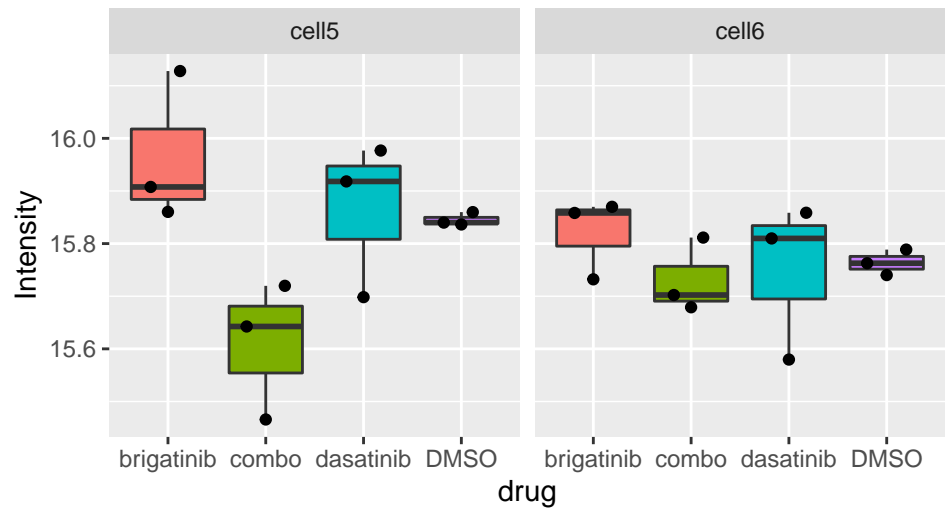 cell5 cell6
Intensity
16.0
15.8
15.6
brigatinib combo dasatinib DMSO brigatinib combo dasatinib DMSO
drug